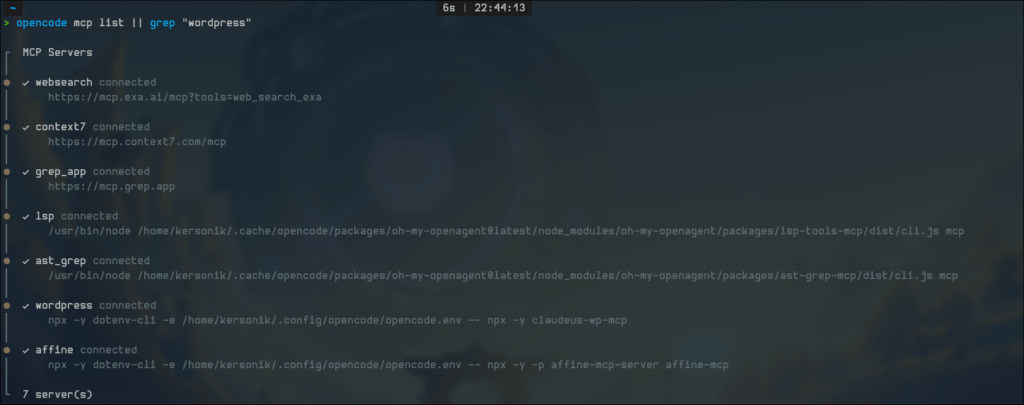 ~
6s | 22:44:13
> opencode mcp list || grep "wordpress"
MCP Servers
✓ websearch connected
https://mcp.exa.ai/mcp?tools=web_search_exa
✓ context7 connected
https://mcp.context7.com/mcp
✓ grep_app connected
https://mcp.grep.app
✓ lsp connected
/usr/bin/node /home/kersonik/.cache/opencode/packages/oh-my-openagent@latest/node_modules/oh-my-openagent/packages/lsp-tools-mcp/dist/cli.js mcp
✓ ast_grep connected
/usr/bin/node /home/kersonik/.cache/opencode/packages/oh-my-openagent@latest/node_modules/oh-my-openagent/packages/ast-grep-mcp/dist/cli.js mcp
✓ wordpress connected
npx -y dotenv-cli -e /home/kersonik/.config/opencode/opencode.env -- npx -y claudeus-wp-mcp
✓ affine connected
npx -y dotenv-cli -e /home/kersonik/.config/opencode/opencode.env -- npx -y -p affine-mcp-server affine-mcp
7 server(s)